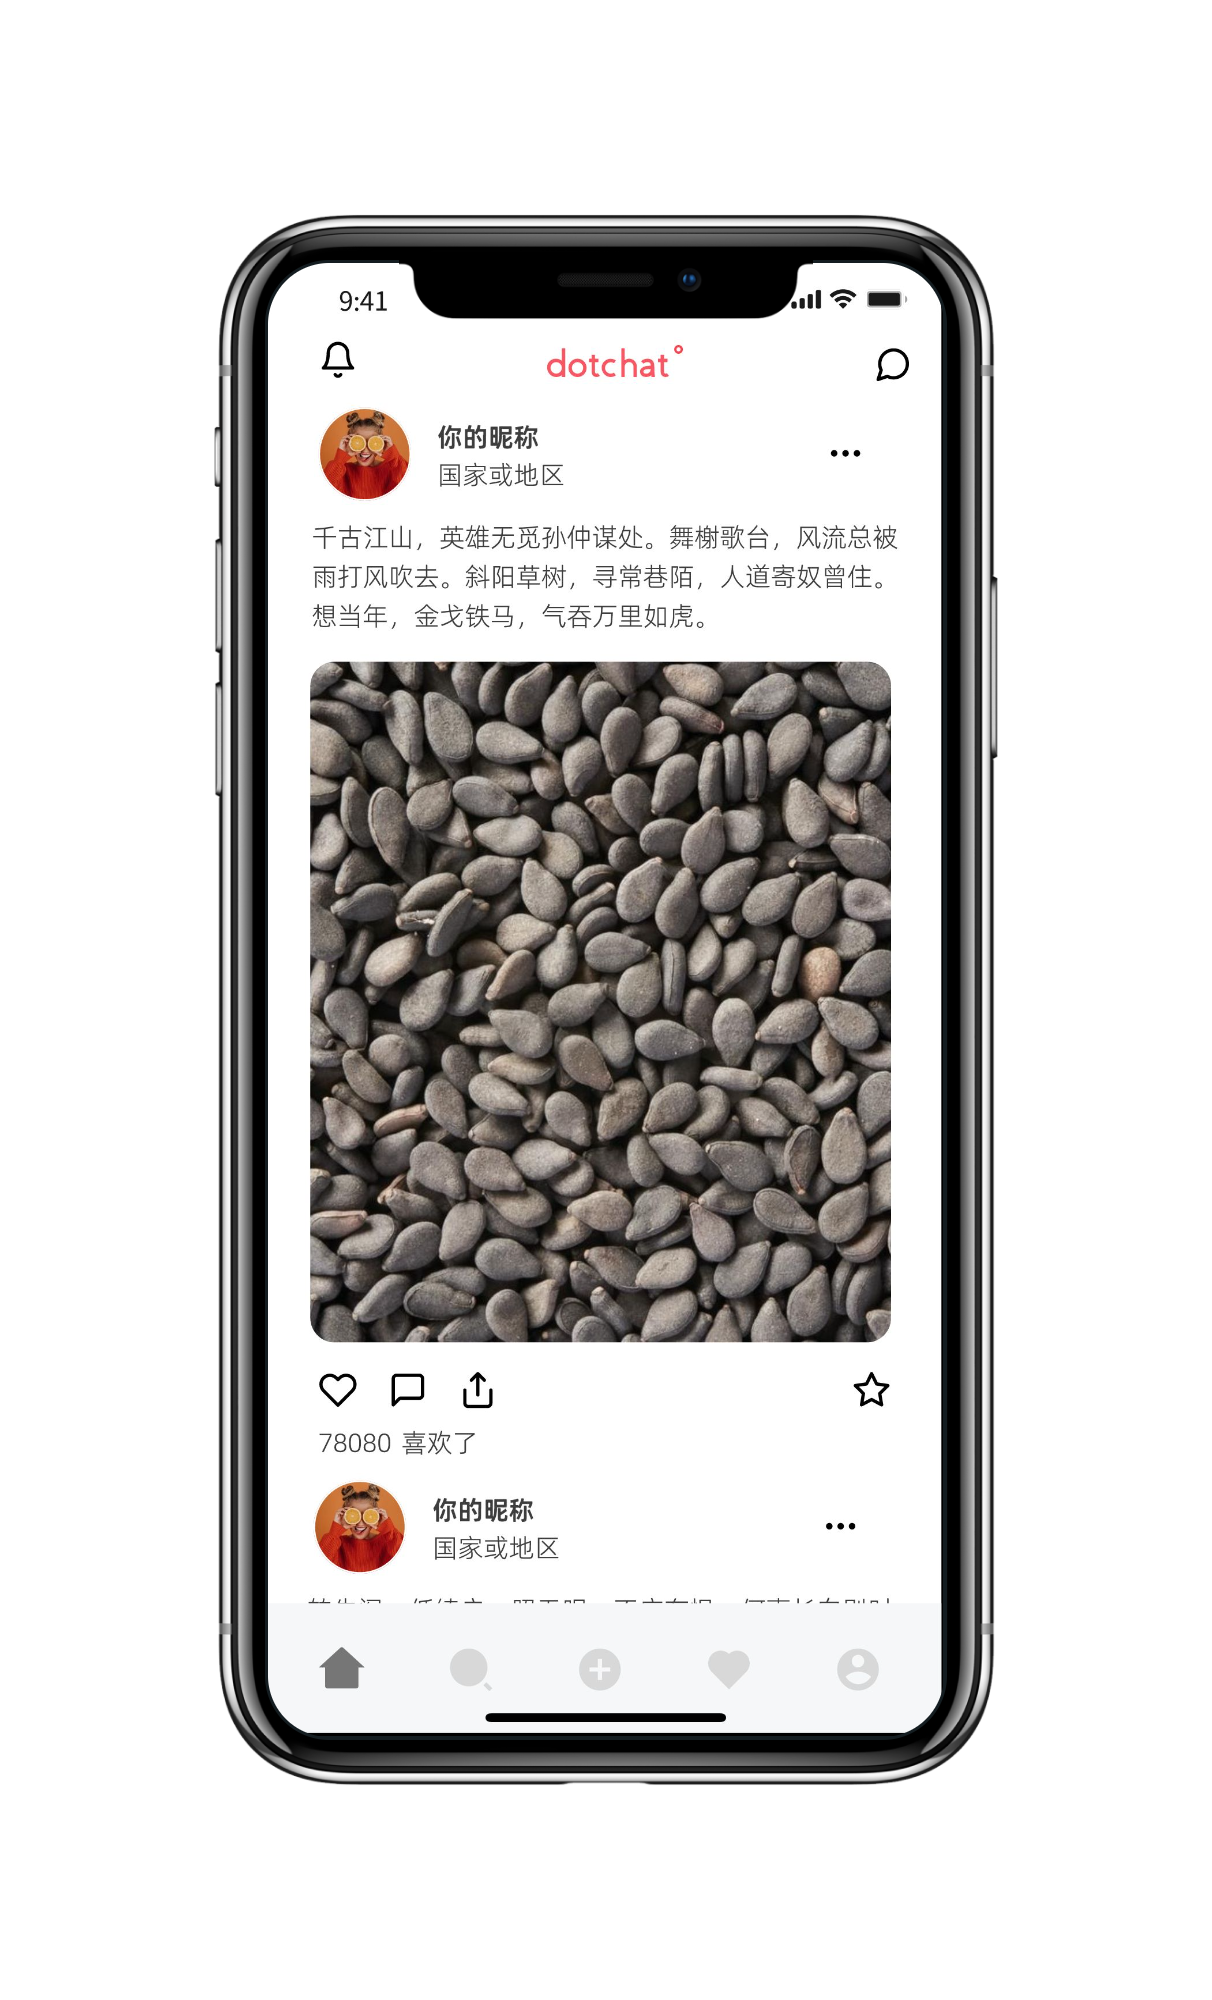 9:41
dotchat°
你的昵称
国家或地区
千古江山，英雄无觅孙仲谋处。舞榭歌台，风流总被
雨打风吹去。斜阳草树，寻常巷陌，人道寄奴曾住。
想当年，金戈铁马，气吞万里如虎。
78080 喜欢了
你的昵称
国家或地区